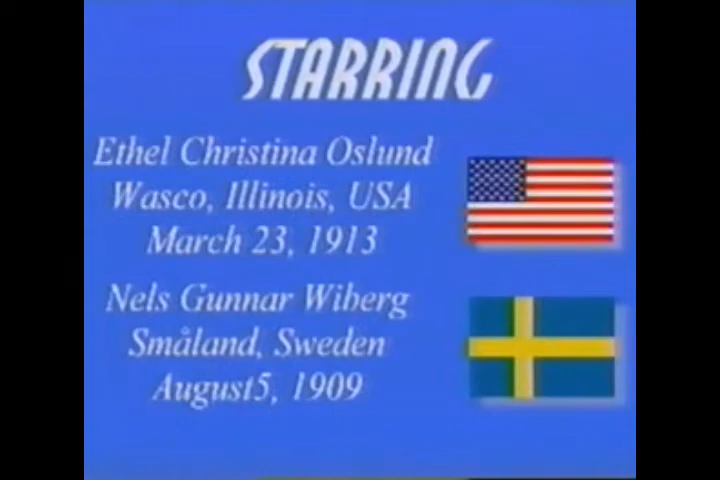 STARRING
Ethel Christina Oslund
Wasco, Illinois, USA
March 23, 1913
Nels Gunnar Wiberg
Småland, Sweden
August5, 1909